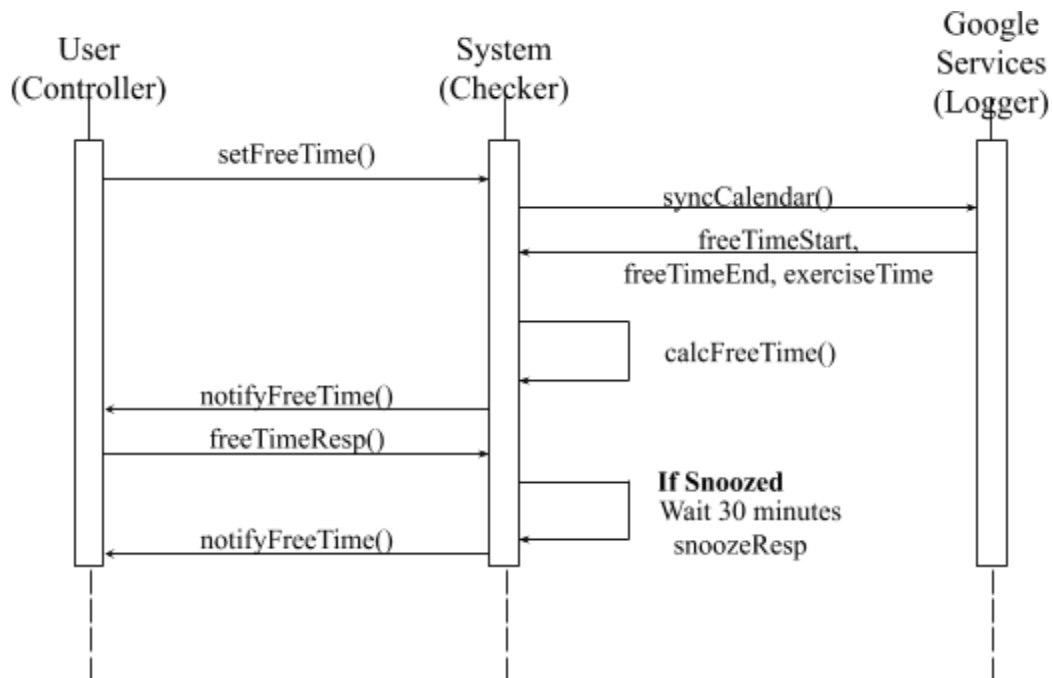 User
(Controller)
System
(Checker)
Google
Services
(Logger)
setFreeTime()
syncCalendar()
freeTimeStart,
freeTimeEnd, exerciseTime
calcFreeTime()
notifyFreeTime()
freeTimeResp()
If Snoozed
Wait 30 minutes
snoozeResp
notifyFreeTime()